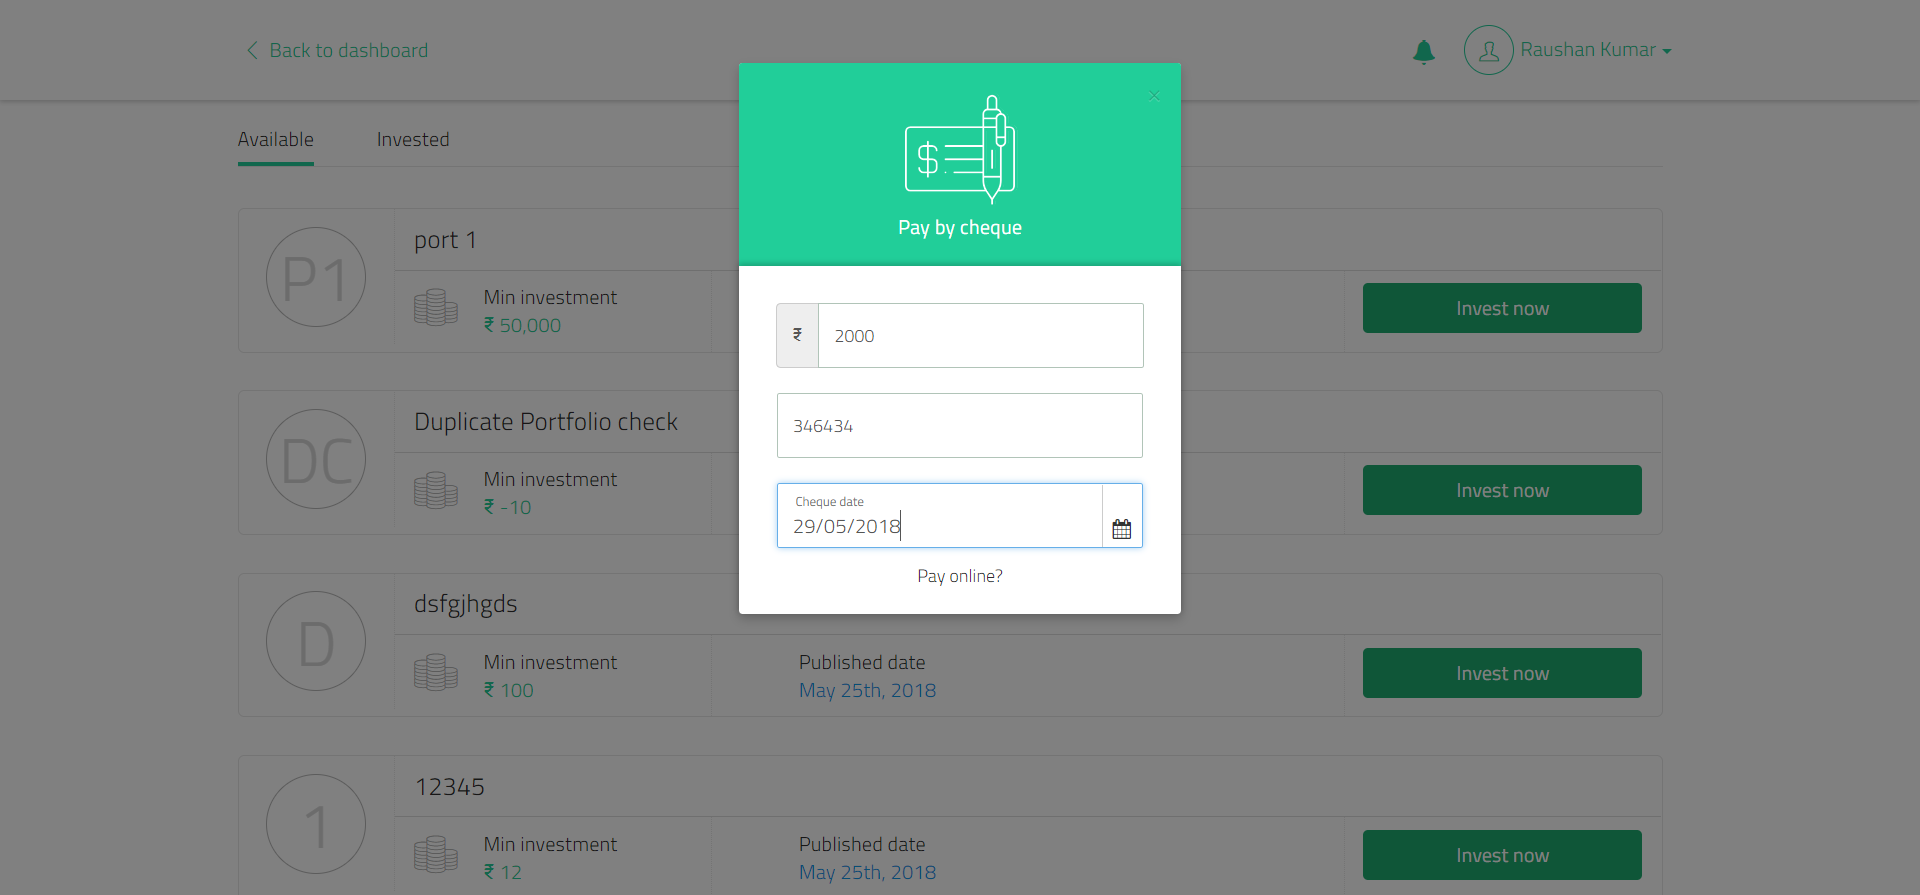 Back to dashboard
Raushan Kumar
×
Available
Invested
$
Pay by cheque
P1
port 1
Min investment
₹ 50,000
Invest now
₹
2000
346434
Cheque date
29/05/2018
Pay online?
DC
Duplicate Portfolio check
Min investment
₹ -10
Invest now
D
dsfgjhgds
Min investment
₹ 100
Published date
May 25th, 2018
Invest now
1
12345
Min investment
₹ 12
Published date
May 25th, 2018
Invest now